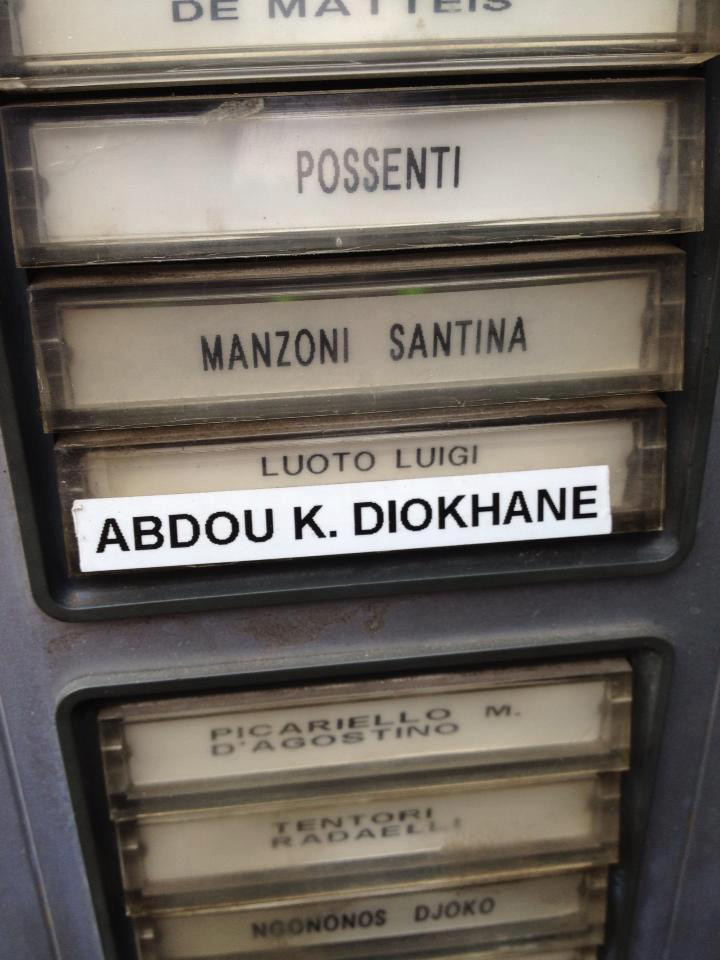 DE MATTEIS
POSSENTI
MANZONI SANTINA
LUOTO LUIGI
ABDOU K. DIOKHANE
PICARIELLO M.
D'AGOSTINO
TENTORI
RADAELLI
NGONONOS DJOKO